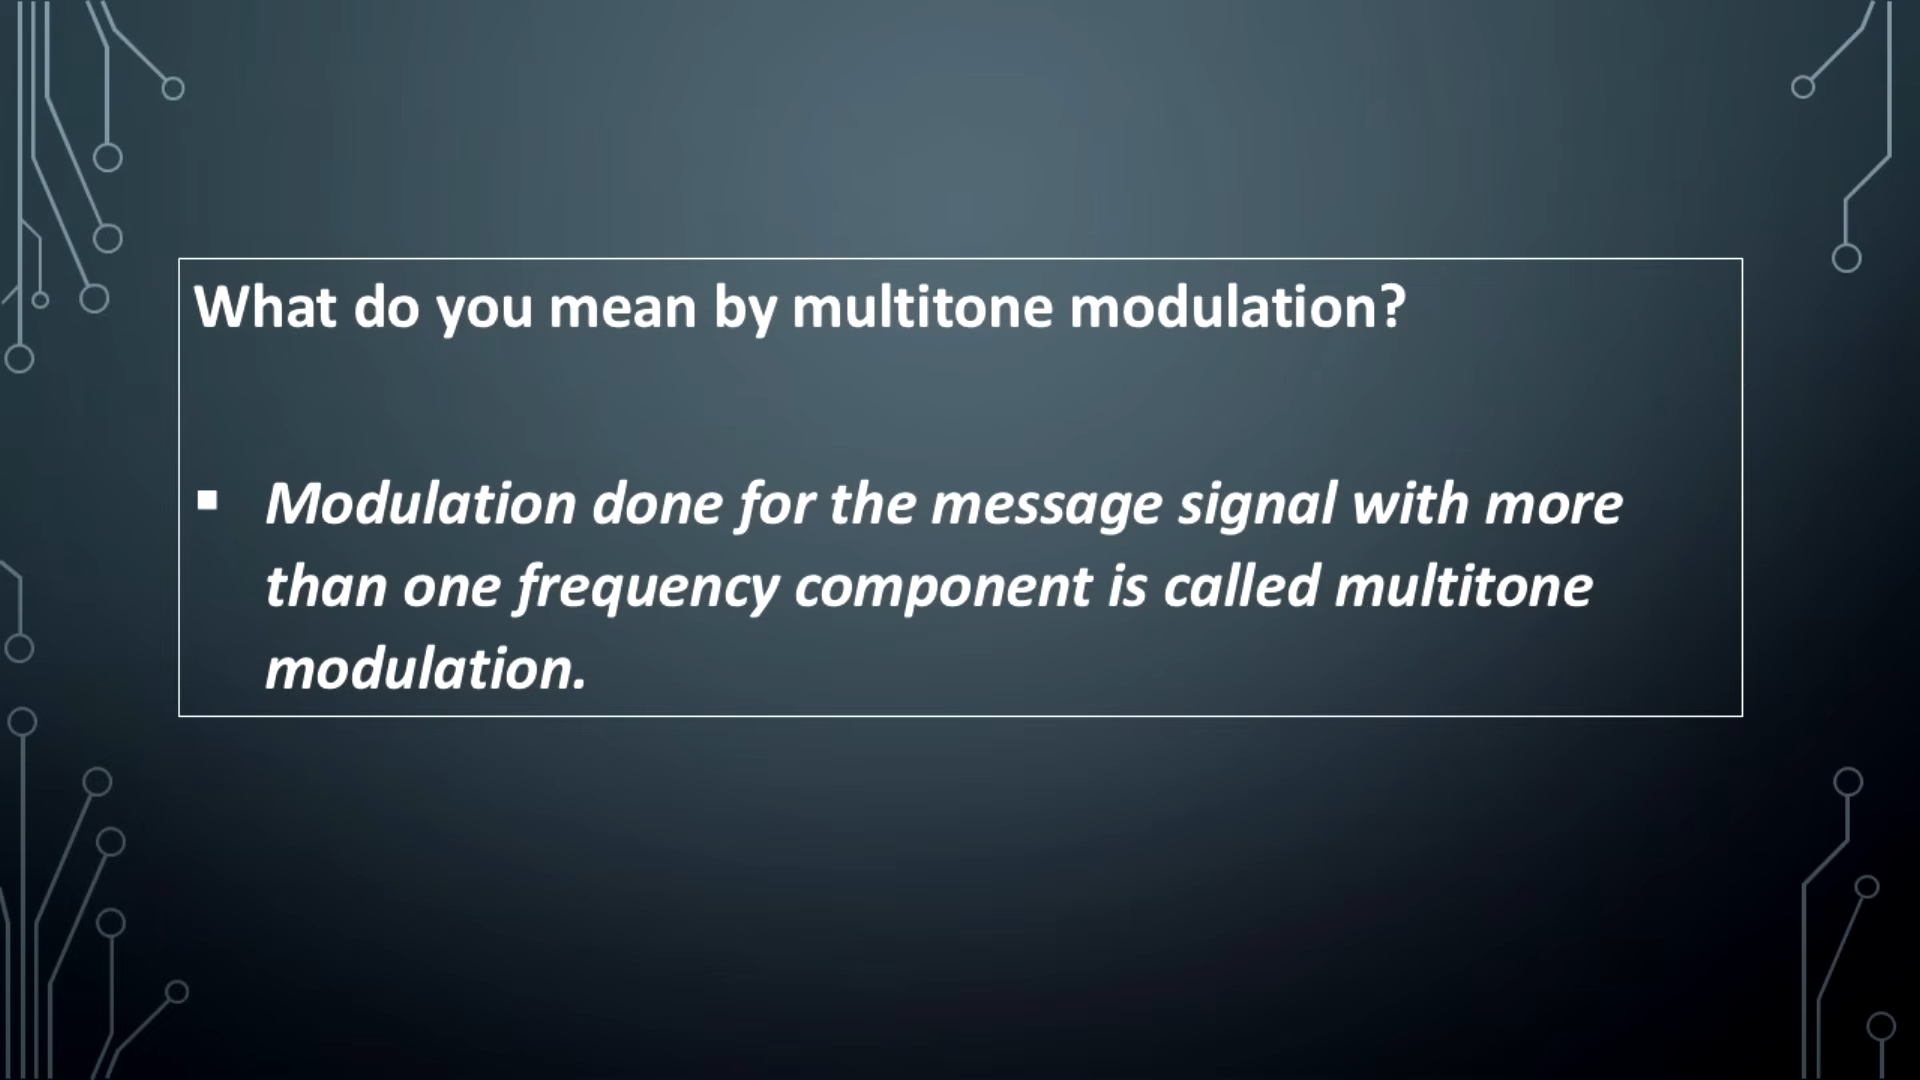 What do you mean by multitone modulation?
▪ Modulation done for the message signal with more
than one frequency component is called multitone
modulation.